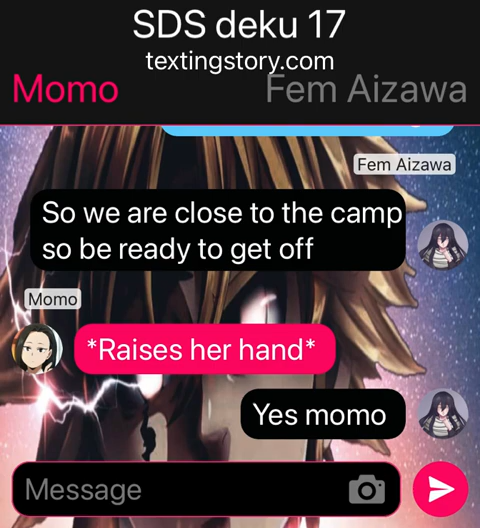 SDS deku 17
textingstory.com
Momo
Fem Aizawa
Fem Aizawa
So we are close to the camp
so be ready to get off
Momo
*Raises her hand*
Yes momo
Message